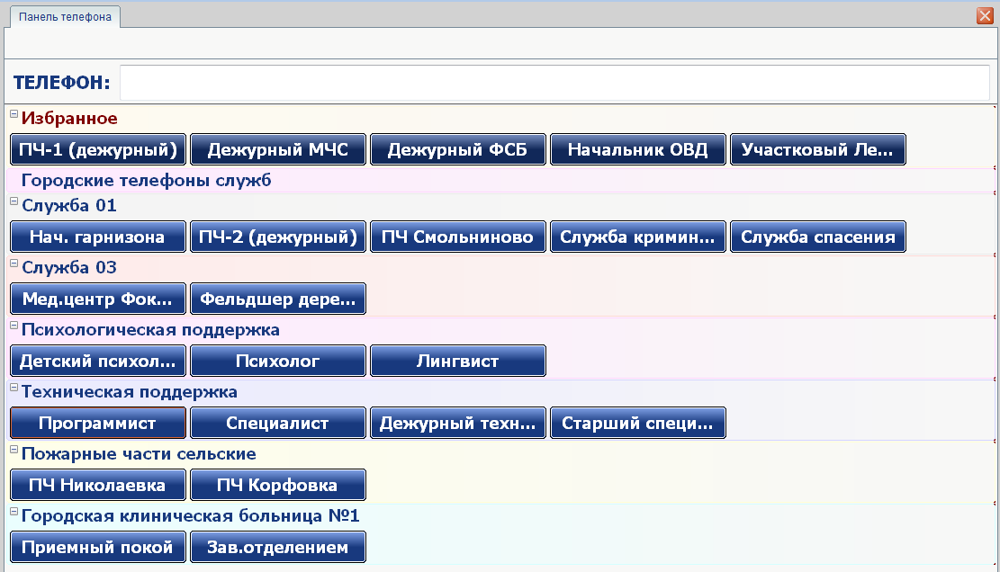 Панель телефона
ТЕЛЕФОН:
Избранное
ПЧ-1 (дежурный) Дежурный МЧС Дежурный ФСБ Начальник ОВД Участковый Ле...
Городские телефоны служб
Служба 01
Нач. гарнизона ПЧ-2 (дежурный) ПЧ Смольниново Служба кримин... Служба спасения
Служба 03
Мед.центр Фок... Фельдшер дере...
Психологическая поддержка
Детский психол... Психолог Лингвист
Техническая поддержка
Программист Специалист Дежурный техн... Старший специ...
Пожарные части сельские
ПЧ Николаевка ПЧ Корфовка
Городская клиническая больница №1
Приемный покой Зав.отделением